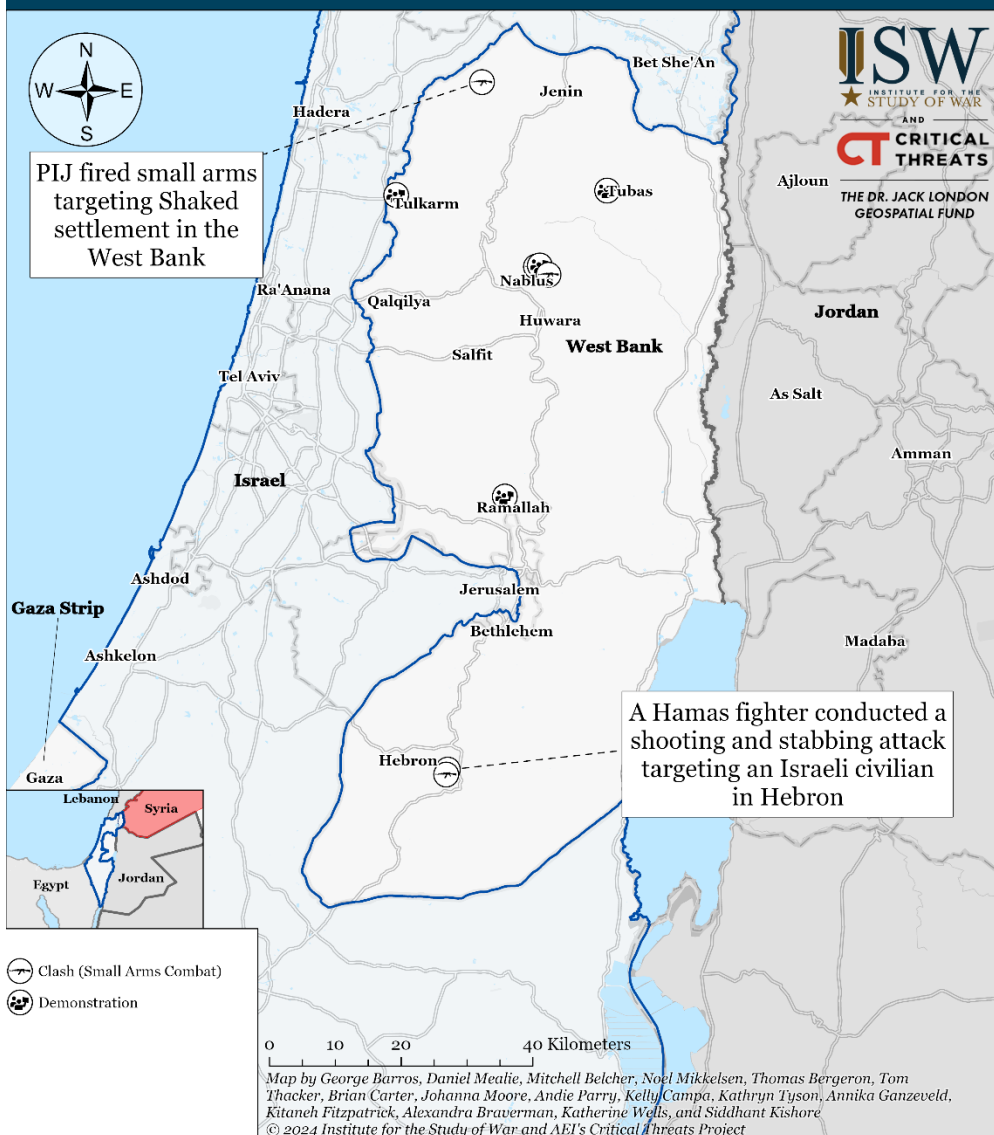 N
W
E
S
ISW
INSTITUTE FOR THE
STUDY OF WAR
AND
CT CRITICAL
THREATS
THE DR. JACK LONDON
GEOSPATIAL FUND
Bet She'An
Jenin
Hadera
PIJ fired small arms
targeting Shaked
settlement in the
West Bank
Ajloun
Tulkarm
Tubas
Nablus
Ra'Anana
Qalqilya
Huwara
Jordan
West Bank
Salfit
Tel Aviv
As Salt
Amman
Israel
Ramallah
Ashdod
Jerusalem
Gaza Strip
Bethlehem
Madaba
Ashkelon
A Hamas fighter conducted a
shooting and stabbing attack
targeting an Israeli civilian
in Hebron
Hebron
Gaza
Lebanon
Syria
Egypt
Jordan
Clash (Small Arms Combat)
Demonstration
0 10 20 40 Kilometers
Map by George Barros, Daniel Mealie, Mitchell Belcher, Noel Mikkelsen, Thomas Bergeron, Tom
Thacker, Brian Carter, Johanna Moore, Andie Parry, Kelly Campa, Kathryn Tyson, Annika Ganzeveld,
Kitaneh Fitzpatrick, Alexandra Braverman, Katherine Wells, and Siddhant Kishore
© 2024 Institute for the Study of War and AEI's Critical Threats Project